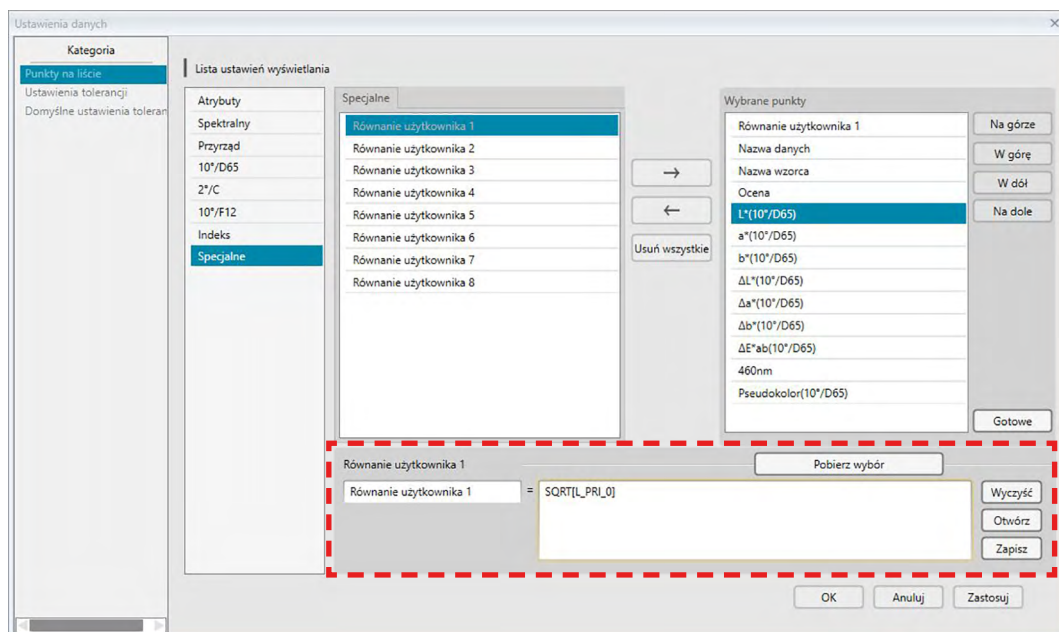 Ustawienia danych
Kategoria
Punkty na liście
Ustawienia tolerancji
Domyślne ustawienia toleran
Lista ustawień wyświetlania
Atrybuty
Spektralny
Przyrząd
10°/D65
2°/C
10°/F12
Indeks
Specjalne
Specjalne
Równanie użytkownika 1
Równanie użytkownika 2
Równanie użytkownika 3
Równanie użytkownika 4
Równanie użytkownika 5
Równanie użytkownika 6
Równanie użytkownika 7
Równanie użytkownika 8
→
←
Usuń wszystkie
Wybrane punkty
Równanie użytkownika 1
Nazwa danych
Nazwa wzorca
Ocena
L*(10°/D65)
a*(10°/D65)
b*(10°/D65)
ΔL*(10°/D65)
Δa*(10°/D65)
Δb*(10°/D65)
ΔE*ab(10°/D65)
460nm
Pseudokolor(10°/D65)
Na górze
W górę
W dół
Na dole
Gotowe
Równanie użytkownika 1
Pobierz wybór
Równanie użytkownika 1 = SQRT[L_PRI_0]
Wyczyść
Otwórz
Zapisz
OK Anuluj Zastosuj